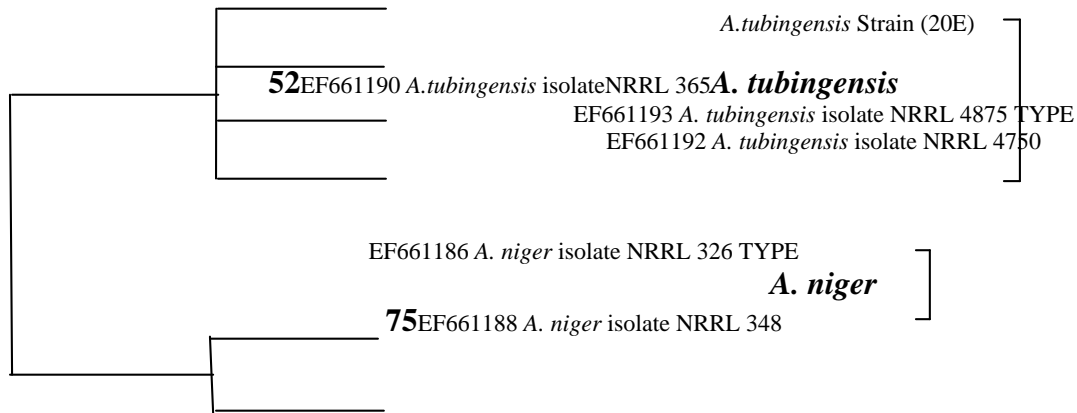 A.tubingensis Strain (20E)
52EF661190 A.tubingensis isolateNRRL 365A. tubingensis
EF661193 A. tubingensis isolate NRRL 4875 TYPE
EF661192 A. tubingensis isolate NRRL 4750
EF661186 A. niger isolate NRRL 326 TYPE
A. niger
75EF661188 A. niger isolate NRRL 348